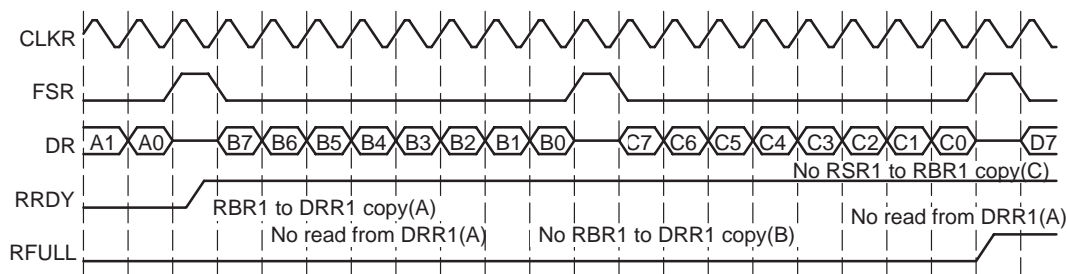 CLKR
FSR
DR A1 A0 B7 B6 B5 B4 B3 B2 B1 B0 C7 C6 C5 C4 C3 C2 C1 C0 D7
No RSR1 to RBR1 copy(C)
RRDY
RBR1 to DRR1 copy(A)
No read from DRR1(A)
No read from DRR1(A)
No RBR1 to DRR1 copy(B)
RFULL